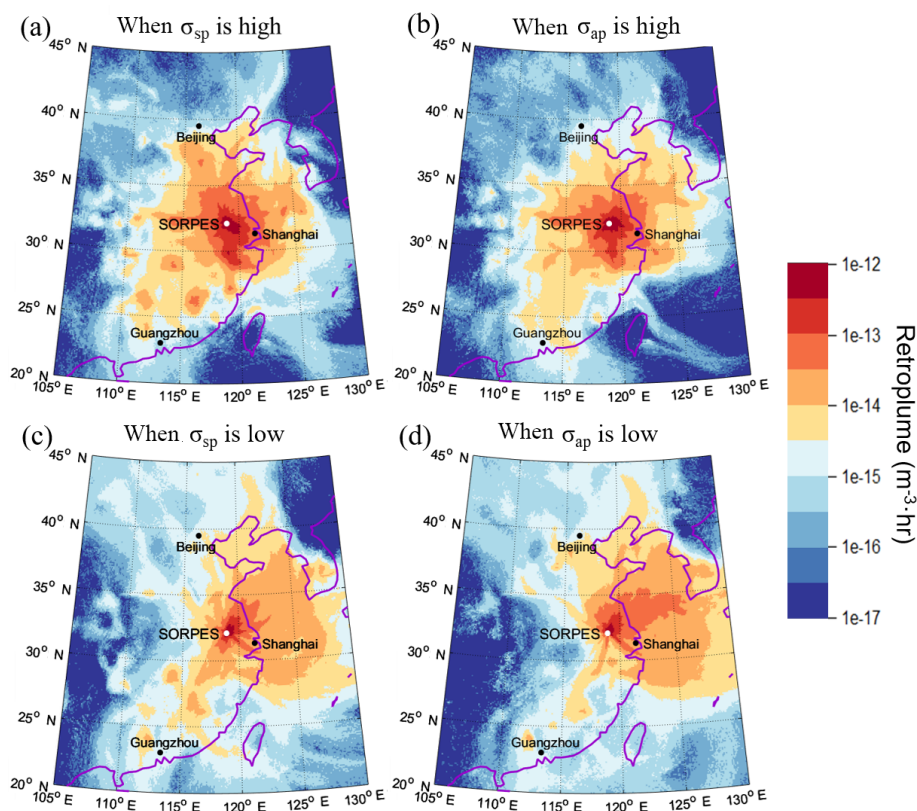 (a) When σsp is high
45° N
40° N
35° N
30° N
25° N
20° N
105° E 110° E 115° E 120° E 125° E 130° E
Beijing
SORPES
Shanghai
Guangzhou
(b) When σap is high
45° N
40° N
35° N
30° N
25° N
20° N
105° E 110° E 115° E 120° E 125° E 130° E
Beijing
SORPES
Shanghai
Guangzhou
(c) When σsp is low
45° N
40° N
35° N
30° N
25° N
20° N
105° E 110° E 115° E 120° E 125° E 130° E
Beijing
SORPES
Shanghai
Guangzhou
(d) When σap is low
45° N
40° N
35° N
30° N
25° N
20° N
105° E 110° E 115° E 120° E 125° E 130° E
Beijing
SORPES
Shanghai
Guangzhou
1e-12
1e-13
1e-14
1e-15
1e-16
1e-17
Retroplume (m⁻³·hr)